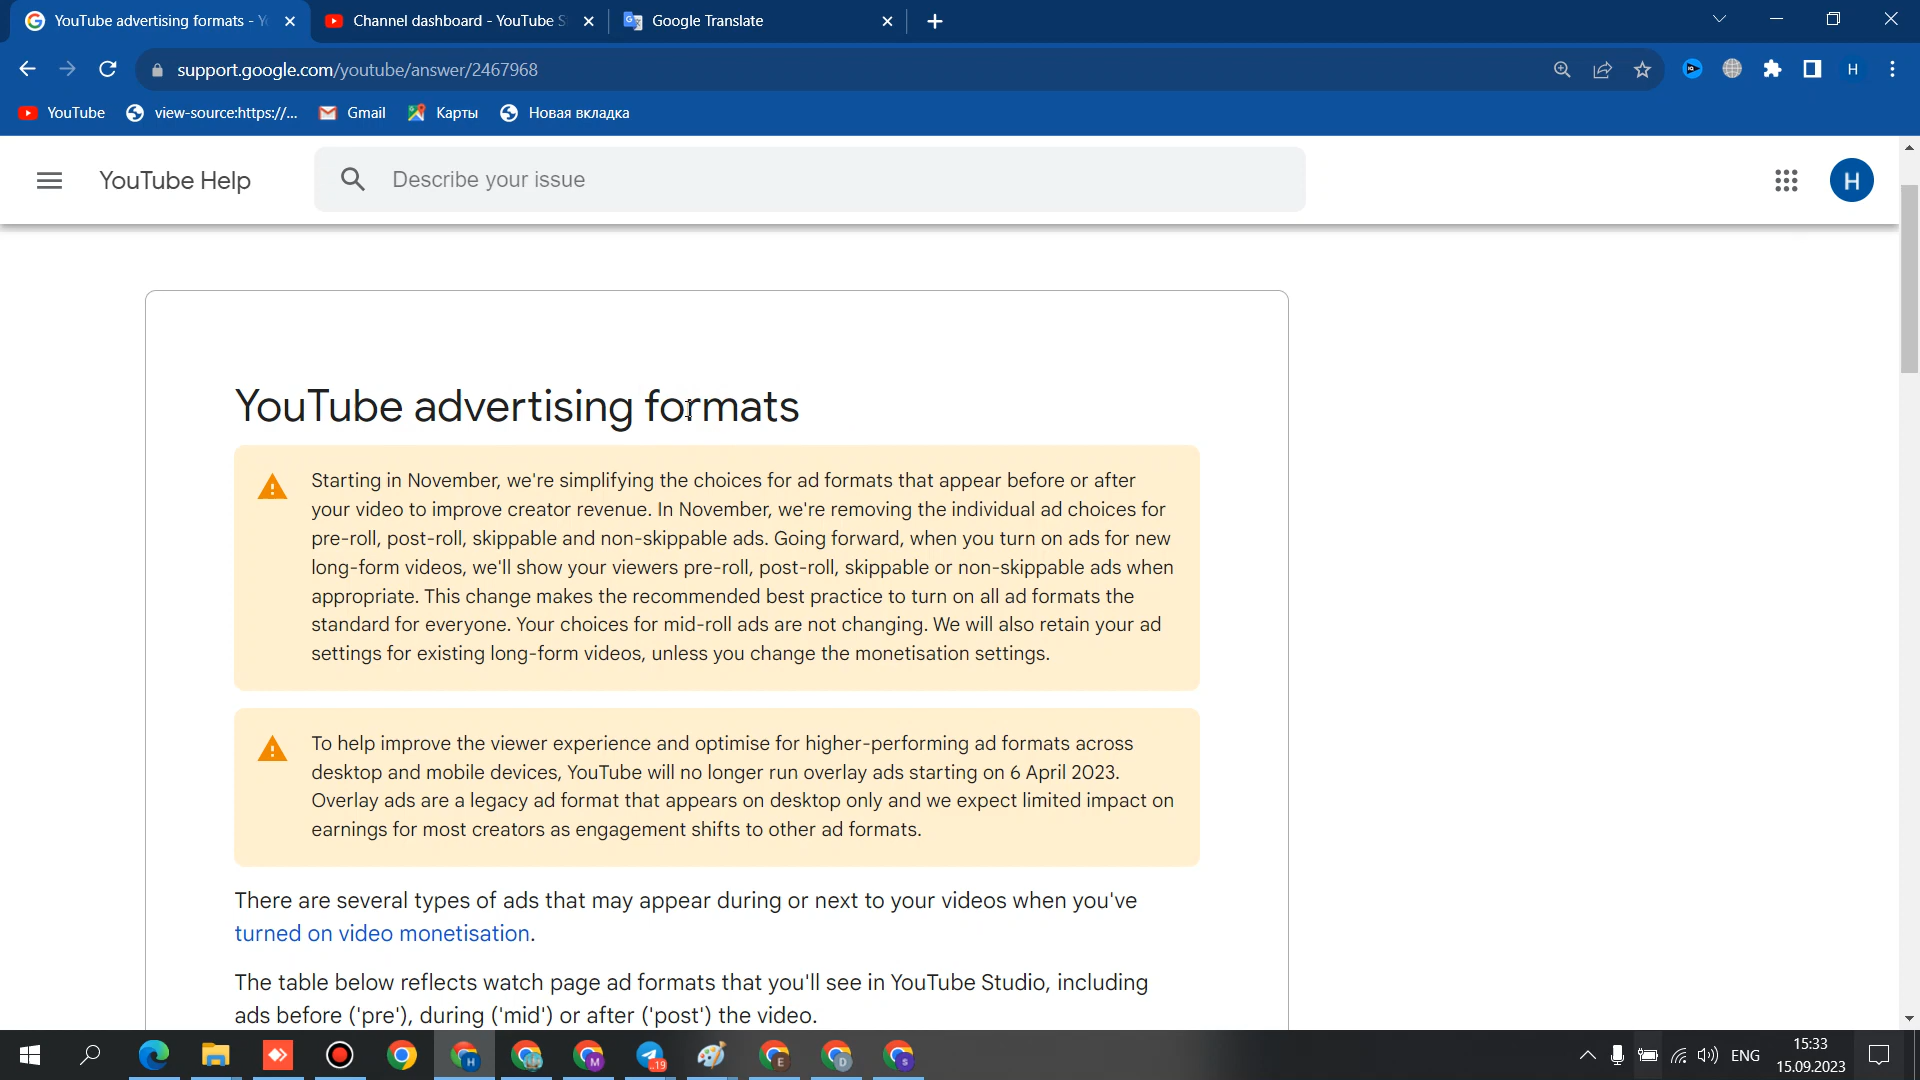 YouTube advertising formats - Y
Channel dashboard - YouTube S
Google Translate
support.google.com/youtube/answer/2467968
H
YouTube
view-source:https://...
Gmail
Карты
Новая вкладка
YouTube Help
Describe your issue
H
YouTube advertising formats
Starting in November, we're simplifying the choices for ad formats that appear before or after
your video to improve creator revenue. In November, we're removing the individual ad choices for
pre-roll, post-roll, skippable and non-skippable ads. Going forward, when you turn on ads for new
long-form videos, we'll show your viewers pre-roll, post-roll, skippable or non-skippable ads when
appropriate. This change makes the recommended best practice to turn on all ad formats the
standard for everyone. Your choices for mid-roll ads are not changing. We will also retain your ad
settings for existing long-form videos, unless you change the monetisation settings.
To help improve the viewer experience and optimise for higher-performing ad formats across
desktop and mobile devices, YouTube will no longer run overlay ads starting on 6 April 2023.
Overlay ads are a legacy ad format that appears on desktop only and we expect limited impact on
earnings for most creators as engagement shifts to other ad formats.
There are several types of ads that may appear during or next to your videos when you've
turned on video monetisation.
The table below reflects watch page ad formats that you'll see in YouTube Studio, including
ads before ('pre'), during ('mid') or after ('post') the video.
H
M
19
E
D
S
ENG
15:33
15.09.2023